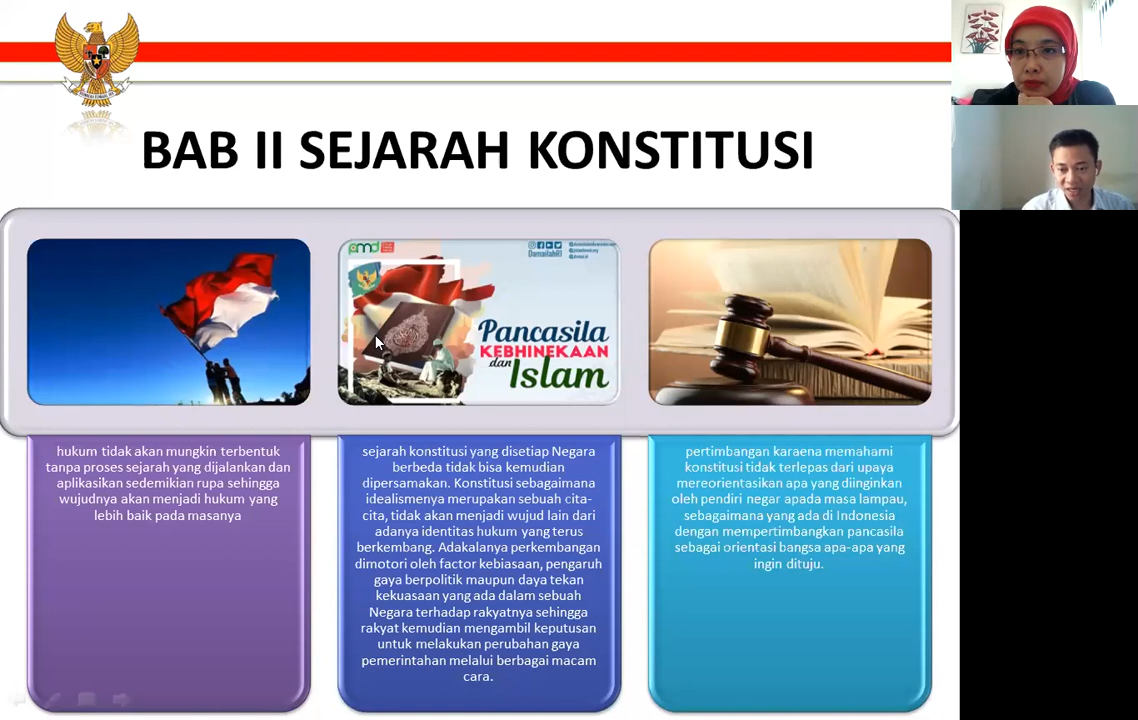 BAB II SEJARAH KONSTITUSI
pmd
DamailahRI
Pancasila
KEBHINEKAAN
dan Islam
hukum tidak akan mungkin terbentuk
tanpa proses sejarah yang dijalankan dan
aplikasikan sedemikian rupa sehingga
wujudnya akan menjadi hukum yang
lebih baik pada masanya
sejarah konstitusi yang disetiap Negara
berbeda tidak bisa kemudian
dipersamakan. Konstitusi sebagaimana
idealismenya merupakan sebuah cita-
cita, tidak akan menjadi wujud lain dari
adanya identitas hukum yang terus
berkembang. Adakalanya perkembangan
dimotori oleh factor kebiasaan, pengaruh
gaya berpolitik maupun daya tekan
kekuasaan yang ada dalam sebuah
Negara terhadap rakyatnya sehingga
rakyat kemudian mengambil keputusan
untuk melakukan perubahan gaya
pemerintahan melalui berbagai macam
cara.
pertimbangan karaena memahami
konstitusi tidak terlepas dari upaya
mereorientasikan apa yang diinginkan
oleh pendiri negar apada masa lampau,
sebagaimana yang ada di Indonesia
dengan mempertimbangkan pancasila
sebagai orientasi bangsa apa-apa yang
ingin dituju.